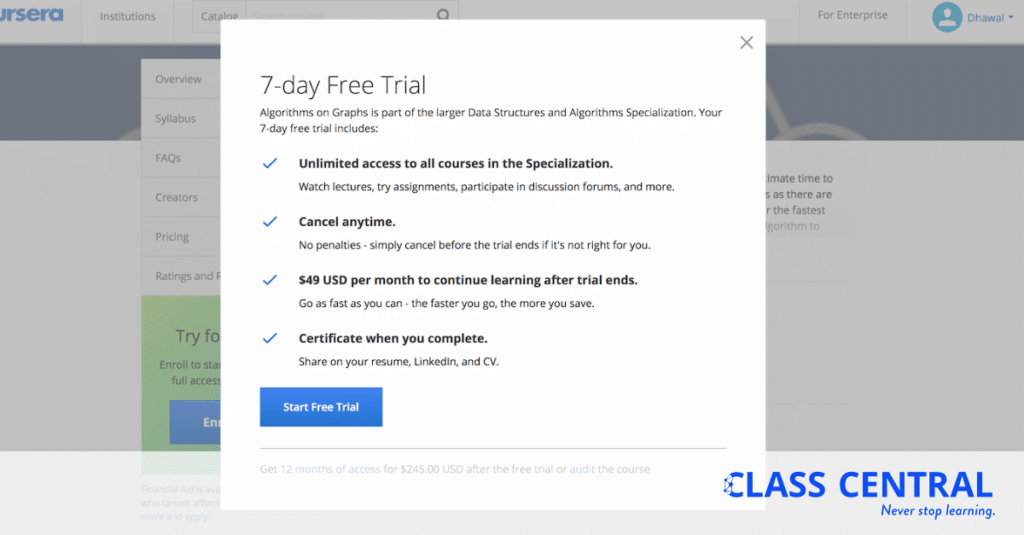 ursera
Institutions
Catalog
Search catalog
For Enterprise
Dhawal
Overview
Syllabus
FAQs
Creators
Pricing
Ratings and
Try fo
Enroll to star
full access
En
Financial Aid is avai
who cannot afford
more and apply.
7-day Free Trial
Algorithms on Graphs is part of the larger Data Structures and Algorithms Specialization. Your
7-day free trial includes:
Unlimited access to all courses in the Specialization.
Watch lectures, try assignments, participate in discussion forums, and more.
Cancel anytime.
No penalties - simply cancel before the trial ends if it's not right for you.
$49 USD per month to continue learning after trial ends.
Go as fast as you can - the faster you go, the more you save.
Certificate when you complete.
Share on your resume, LinkedIn, and CV.
Start Free Trial
Get 12 months of access for $245.00 USD after the free trial or audit the course
imate time to
s as there are
r the fastest
gorithm to
CLASS CENTRAL
Never stop learning.